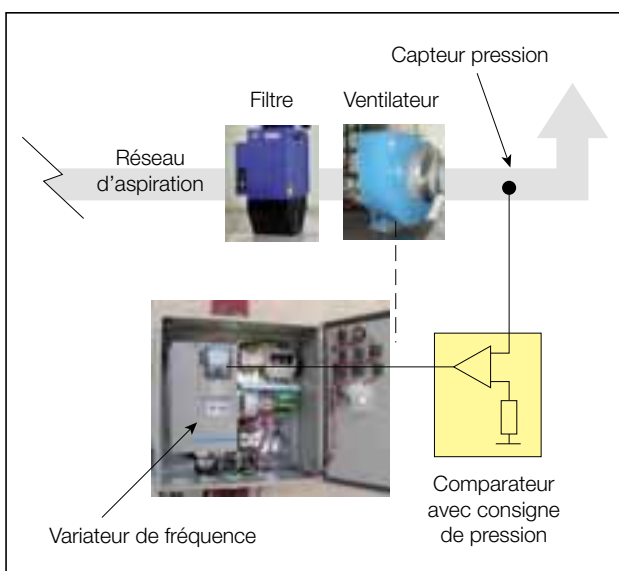 Capteur pression
Filtre
Ventilateur
Réseau
d'aspiration
Comparateur
avec consigne
de pression
Variateur de fréquence